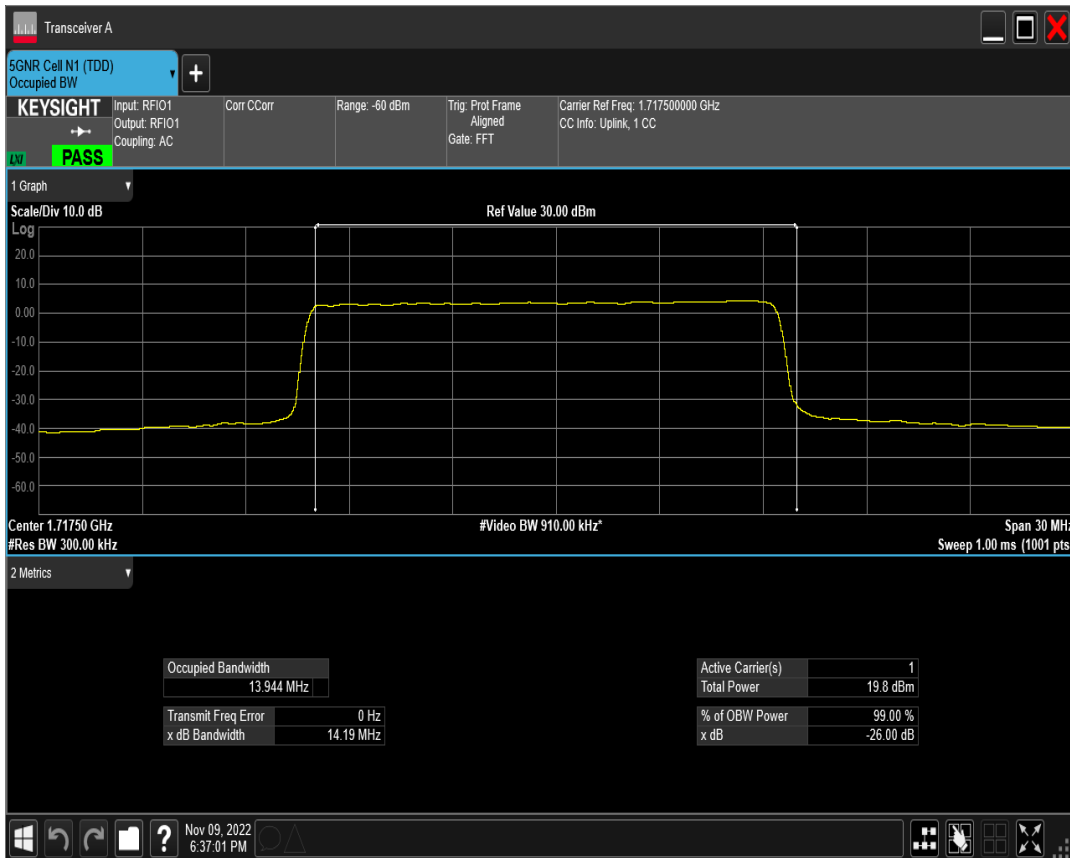 Transceiver A
5GNR Cell N1 (TDD)
Occupied BW
+
KEYSIGHT
LXI
PASS
Input: RFIO1
Output: RFIO1
Coupling: AC
Corr CCorr
Range: -60 dBm
Trig: Prot Frame
Aligned
Gate: FFT
Carrier Ref Freq: 1.717500000 GHz
CC Info: Uplink, 1 CC
1 Graph
Scale/Div 10.0 dB
Ref Value 30.00 dBm
Log
20.0
10.0
0.00
-10.0
-20.0
-30.0
-40.0
-50.0
-60.0
Center 1.71750 GHz
#Video BW 910.00 kHz*
Span 30 MHz
#Res BW 300.00 kHz
Sweep 1.00 ms (1001 pts
2 Metrics
Occupied Bandwidth
13.944 MHz
Transmit Freq Error 0 Hz
x dB Bandwidth 14.19 MHz
Active Carrier(s) 1
Total Power 19.8 dBm
% of OBW Power 99.00 %
x dB -26.00 dB
?
Nov 09, 2022
6:37:01 PM